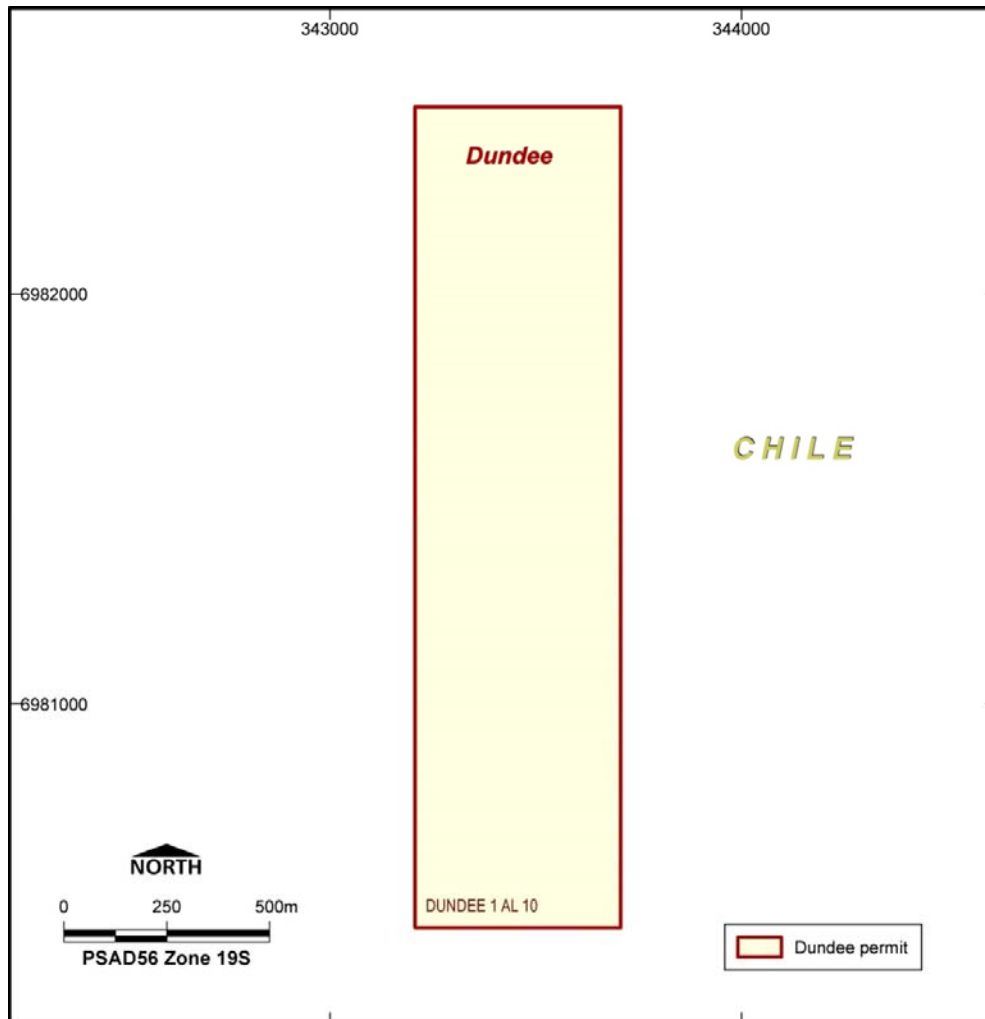 343000
344000
Dundee
6982000
CHILE
6981000
NORTH
0 250 500m
PSAD56 Zone 19S
DUNDEE 1 AL 10
Dundee permit